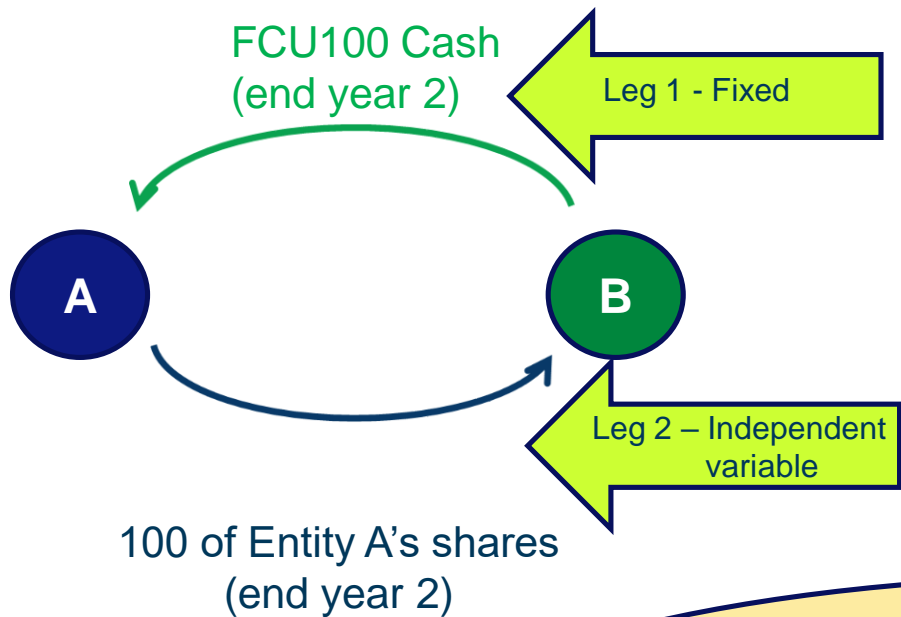 FCU100 Cash
(end year 2)
Leg 1 - Fixed
A
B
Leg 2 – Independent
variable
100 of Entity A's shares
(end year 2)